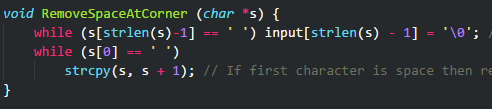 void RemoveSpaceAtCorner (char *s) {
    while (s[strlen(s)-1] == ' ') input[strlen(s) - 1] = '\0'; /
    while (s[0] == ' ')
        strcpy(s, s + 1); // If first character is space then re
}